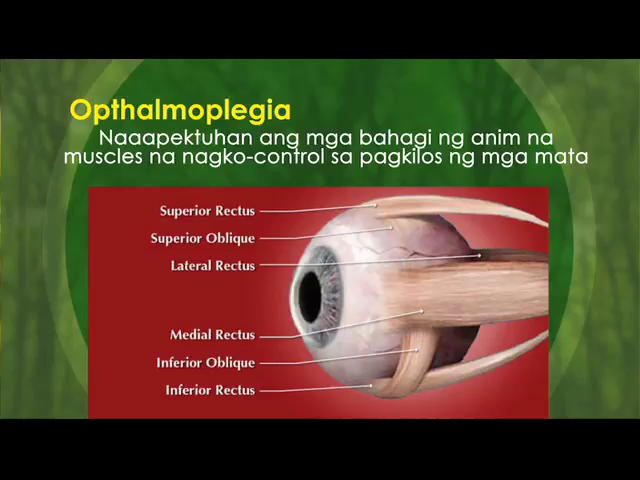 Opthalmoplegia
Naaapektuhan ang mga bahagi ng anim na
muscles na nagko-control sa pagkilos ng mga mata
Superior Rectus
Superior Oblique
Lateral Rectus
Medial Rectus
Inferior Oblique
Inferior Rectus